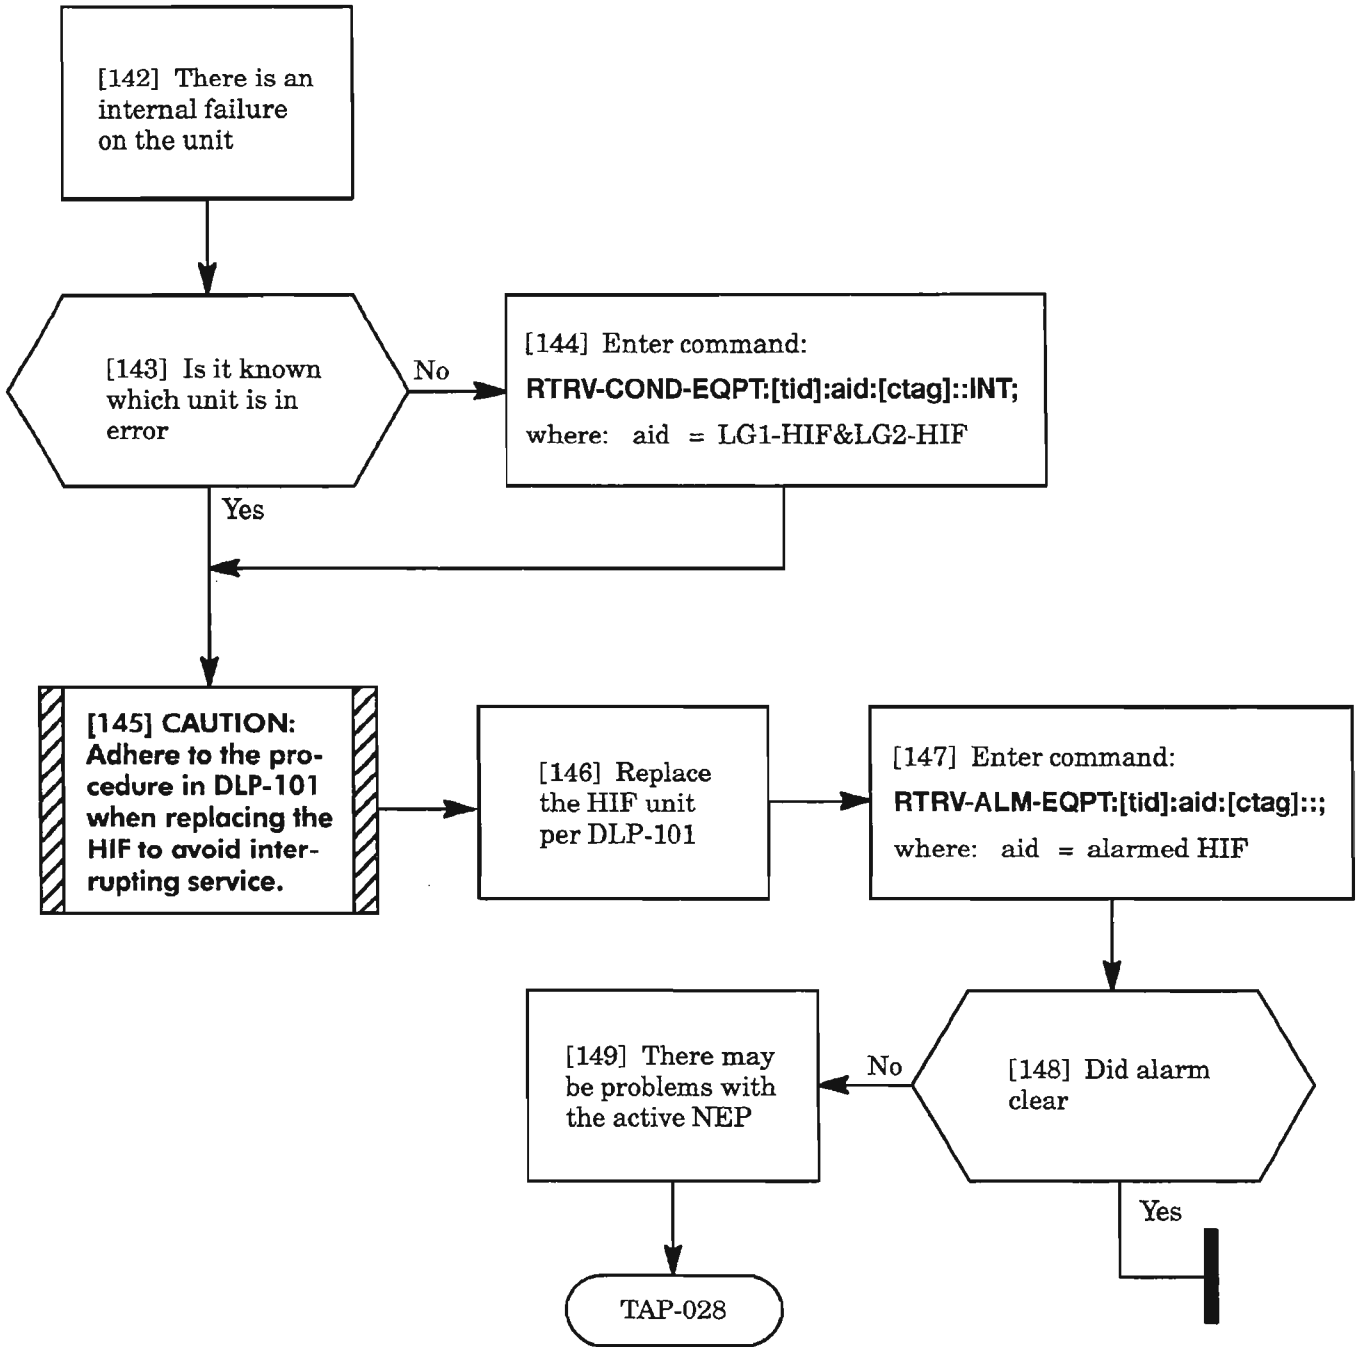 [142] There is an
internal failure
on the unit
[143] Is it known
which unit is in
error
No
[144] Enter command:
RTRV-COND-EQPT:[tid]:aid:[ctag]::INT;
where: aid = LG1-HIF&LG2-HIF
Yes
[145] CAUTION:
Adhere to the pro-
cedure in DLP-101
when replacing the
HIF to avoid inter-
rupting service.
[146] Replace
the HIF unit
per DLP-101
[147] Enter command:
RTRV-ALM-EQPT:[tid]:aid:[ctag]::;
where: aid = alarmed HIF
[148] Did alarm
clear
No
[149] There may
be problems with
the active NEP
Yes
TAP-028